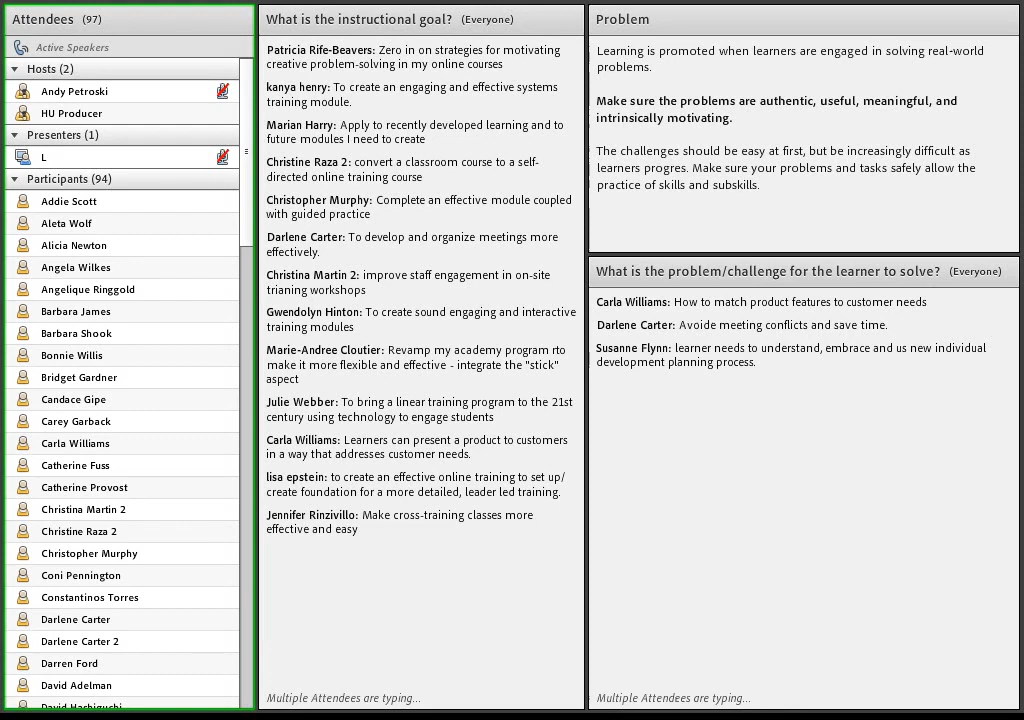 Attendees (97)
Active Speakers
Hosts (2)
Andy Petroski
HU Producer
Presenters (1)
L
Participants (94)
Addie Scott
Aleta Wolf
Alicia Newton
Angela Wilkes
Angelique Ringgold
Barbara James
Barbara Shook
Bonnie Willis
Bridget Gardner
Candace Gipe
Carey Garback
Carla Williams
Catherine Fuss
Catherine Provost
Christina Martin 2
Christine Raza 2
Christopher Murphy
Coni Pennington
Constantinos Torres
Darlene Carter
Darlene Carter 2
Darren Ford
David Adelman
David Hachiguchi
What is the instructional goal? (Everyone)
Patricia Rife-Beavers: Zero in on strategies for motivating
creative problem-solving in my online courses
kanya henry: To create an engaging and effective systems
training module.
Marian Harry: Apply to recently developed learning and to
future modules I need to create
Christine Raza 2: convert a classroom course to a self-
directed online training course
Christopher Murphy: Complete an effective module coupled
with guided practice
Darlene Carter: To develop and organize meetings more
effectively.
Christina Martin 2: improve staff engagement in on-site
trianing workshops
Gwendolyn Hinton: To create sound engaging and interactive
training modules
Marie-Andree Cloutier: Revamp my academy program rto
make it more flexible and effective - integrate the "stick"
aspect
Julie Webber: To bring a linear training program to the 21st
century using technology to engage students
Carla Williams: Learners can present a product to customers
in a way that addresses customer needs.
lisa epstein: to create an effective online training to set up/
create foundation for a more detailed, leader led training.
Jennifer Rinzivillo: Make cross-training classes more
effective and easy
Multiple Attendees are typing...
Problem
Learning is promoted when learners are engaged in solving real-world
problems.
Make sure the problems are authentic, useful, meaningful, and
intrinsically motivating.
The challenges should be easy at first, but be increasingly difficult as
learners progres. Make sure your problems and tasks safely allow the
practice of skills and subskills.
What is the problem/challenge for the learner to solve? (Everyone)
Carla Williams: How to match product features to customer needs
Darlene Carter: Avoide meeting conflicts and save time.
Susanne Flynn: learner needs to understand, embrace and us new individual
development planning process.
Multiple Attendees are typing...